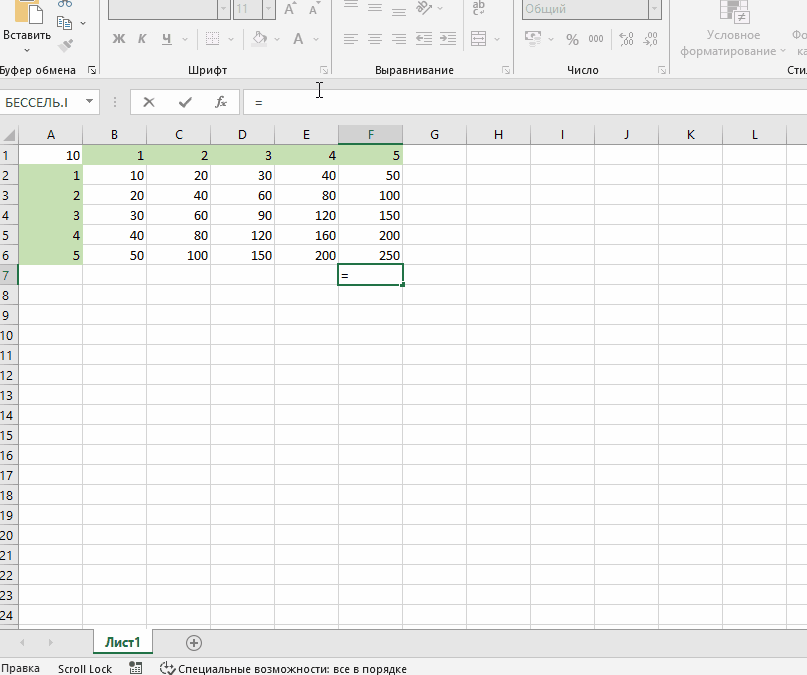 11
Общий
Вставить
Ж К Ч
А
% 000
,00
Условное
форматирование
Буфер обмена
Шрифт
Выравнивание
Число
БЕССЕЛЬ.I
fx
=
A B C D E F G H I J K L
1 10 1 2 3 4 5
2 1 10 20 30 40 50
3 2 20 40 60 80 100
4 3 30 60 90 120 150
5 4 40 80 120 160 200
6 5 50 100 150 200 250
7 =
8
9
10
11
12
13
14
15
16
17
18
19
20
21
22
23
24
Лист1
Правка Scroll Lock Специальные возможности: все в порядке